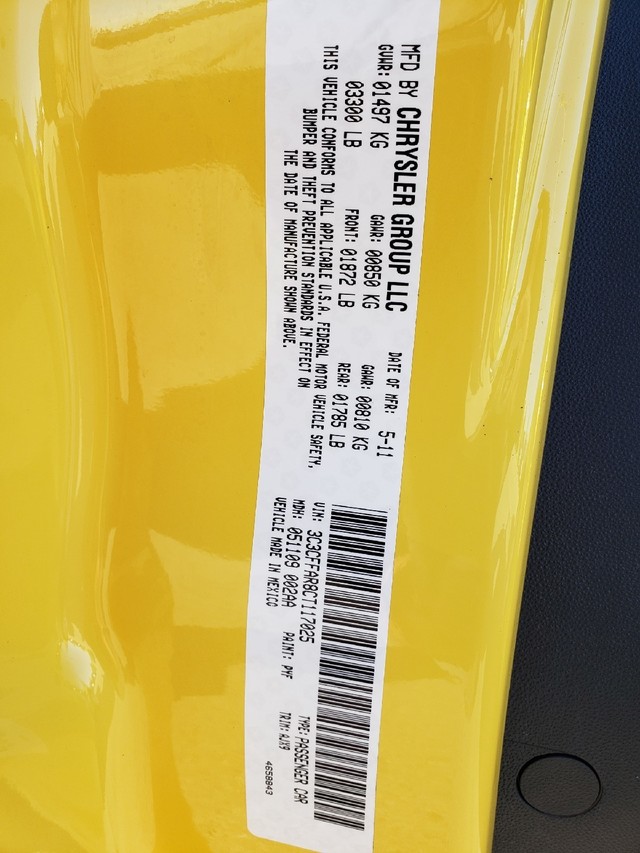 MFD BY CHRYSLER GROUP LLC
DATE OF MFR: 5-11
GVWR: 01497 KG
GAWR: 00850 KG
GAWR: 00810 KG
03300 LB
FRONT: 01872 LB
REAR: 01785 LB
THIS VEHICLE CONFORMS TO ALL APPLICABLE U.S.A. FEDERAL MOTOR VEHICLE SAFETY,
BUMPER AND THEFT PREVENTION STANDARDS IN EFFECT ON
THE DATE OF MANUFACTURE SHOWN ABOVE.
VIN: 3C3CFFAR8CT117025
TYPE: PASSENGER CAR
MDH: 051109 002AA
PAINT: PYF
TRIM: AJX9
VEHICLE MADE IN MEXICO
4658843